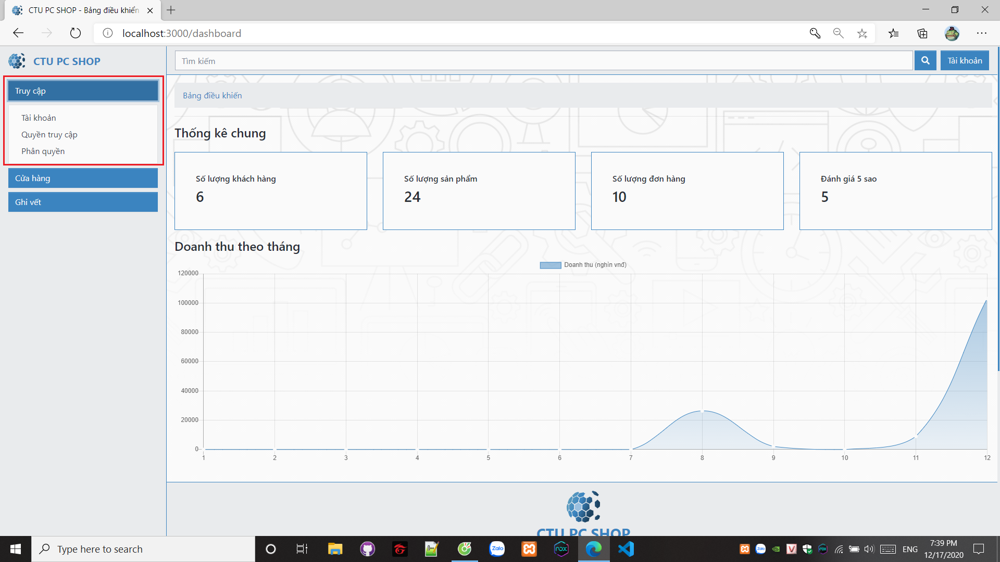 CTU PC SHOP - Bảng điều khiển
localhost:3000/dashboard
CTU PC SHOP
Tìm kiếm
Tài khoản
Truy cập
Tài khoản
Quyền truy cập
Phân quyền
Cửa hàng
Ghi vết
Bảng điều khiến
Thống kê chung
Số lượng khách hàng
6
Số lượng sản phẩm
24
Số lượng đơn hàng
10
Đánh giá 5 sao
5
Doanh thu theo tháng
Doanh thu (nghìn vnđ)
120000
100000
80000
60000
40000
20000
0
1 2 3 4 5 6 7 8 9 10 11 12
CTU PC SHOP
Type here to search
Zalo
nox
ENG
7:39 PM
12/17/2020